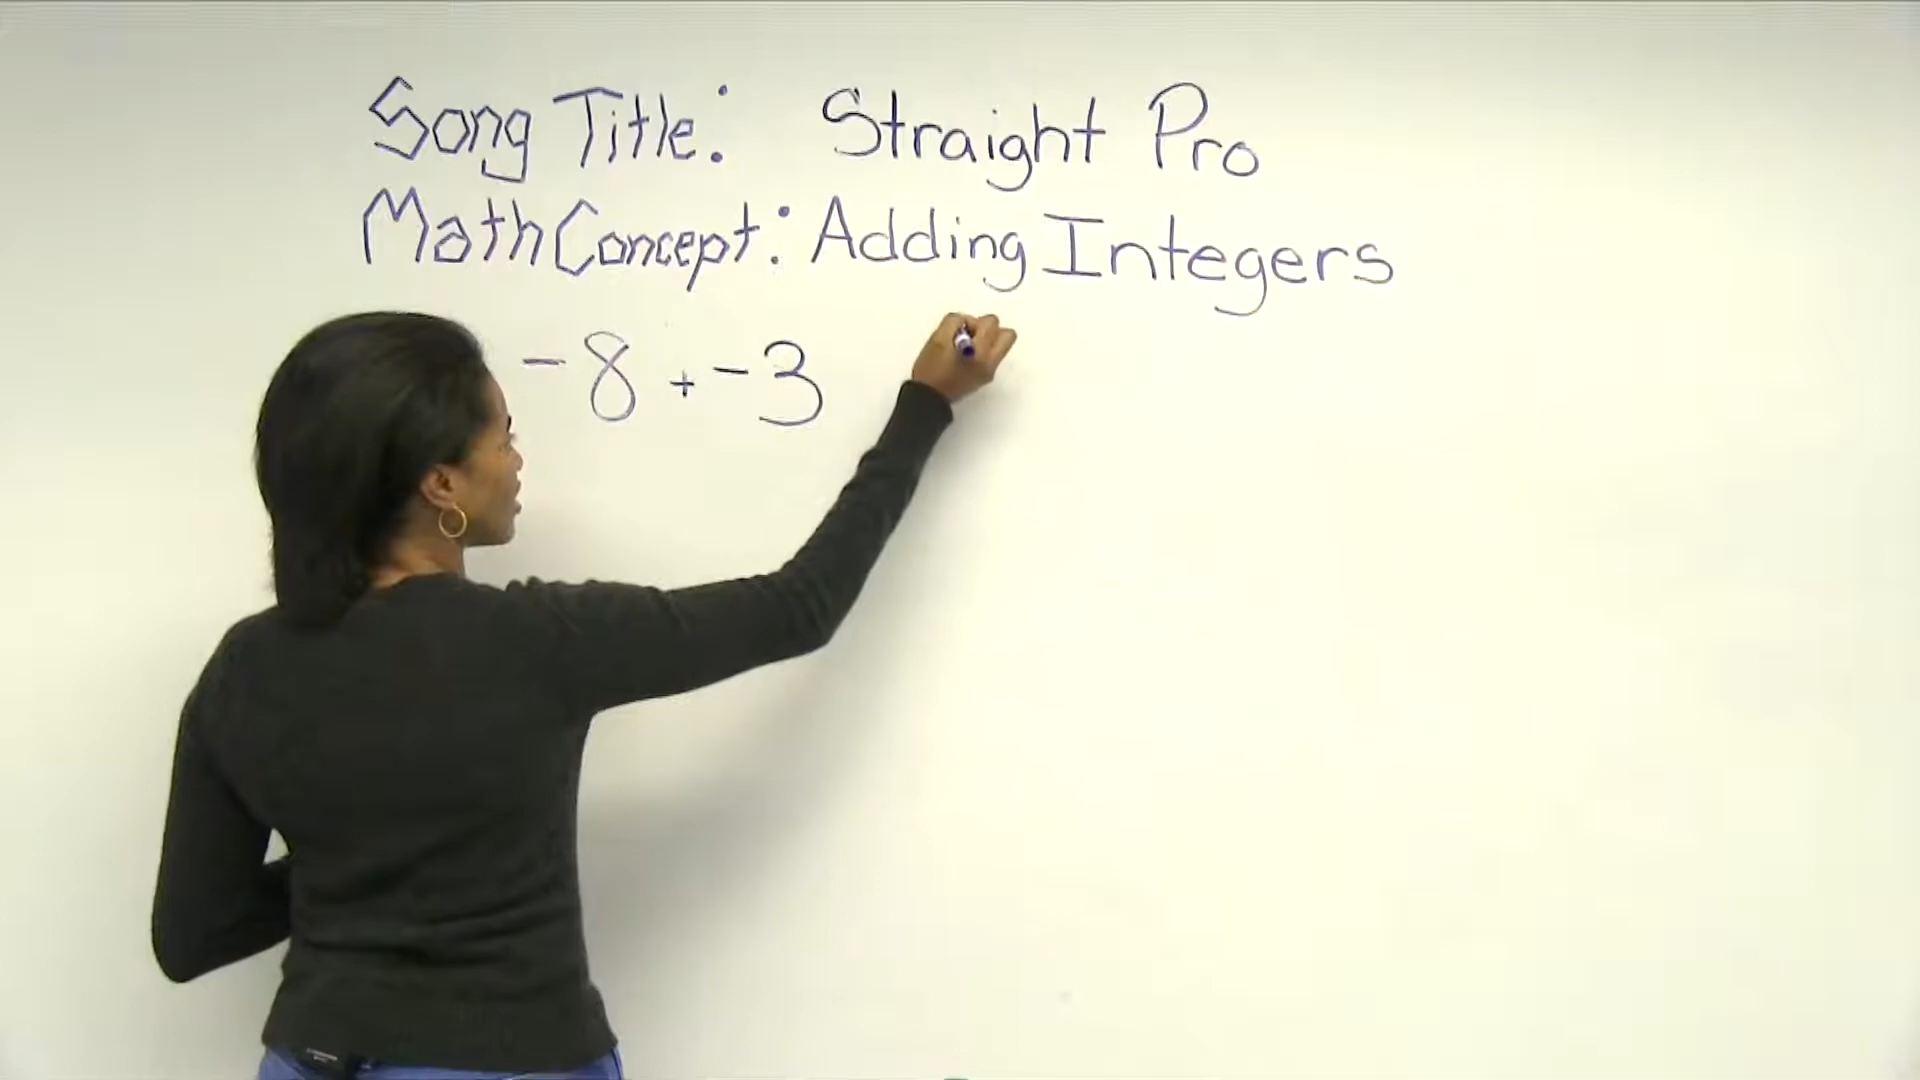 Song Title: Straight Pro
Math Concept: Adding Integers
-8 + -3